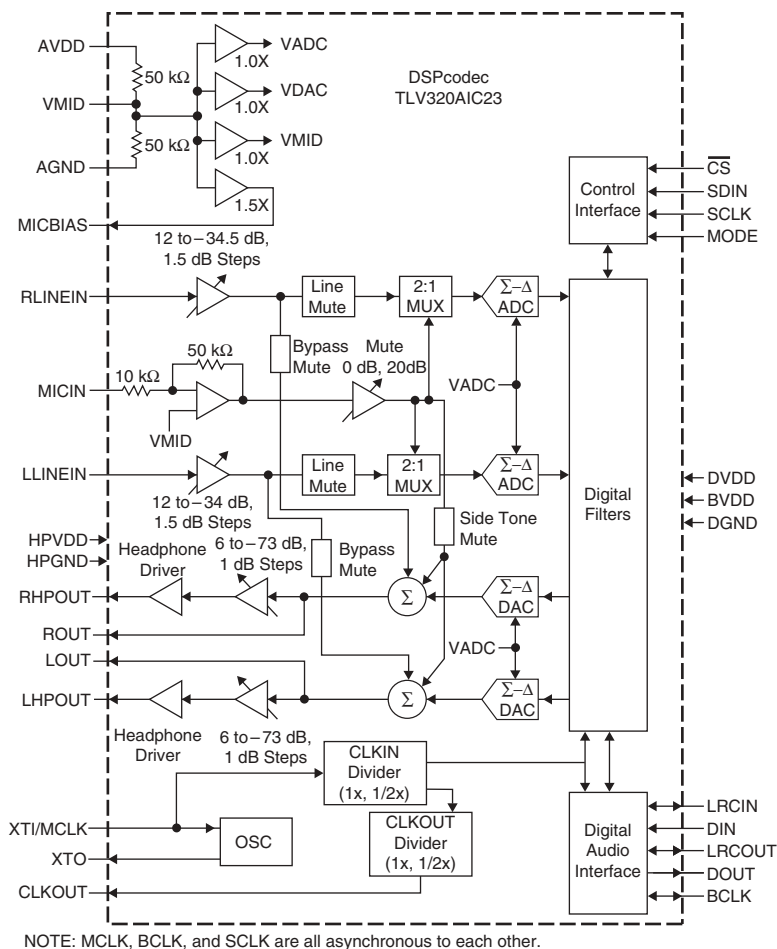 AVDD
VADC
1.0X
50 kΩ
DSPcodec
TLV320AIC23
VMID
VDAC
1.0X
50 kΩ
VMID
1.0X
AGND
1.5X
MICBIAS
Control
Interface
CS
SDIN
SCLK
MODE
12 to–34.5 dB,
1.5 dB Steps
RLINEIN
Line
Mute
2:1
MUX
Σ–Δ
ADC
50 kΩ
Bypass
Mute
Mute
0 dB, 20dB
10 kΩ
MICIN
VADC
VMID
LLINEIN
Line
Mute
2:1
MUX
Σ–Δ
ADC
Digital
Filters
DVDD
BVDD
DGND
12 to–34 dB,
1.5 dB Steps
Side Tone
Mute
HPVDD
HPGND
Headphone
Driver
6 to–73 dB,
1 dB Steps
Bypass
Mute
RHPOUT
Σ
Σ–Δ
DAC
ROUT
LOUT
VADC
LHPOUT
Σ
Σ–Δ
DAC
Headphone
Driver
6 to–73 dB,
1 dB Steps
CLKIN
Divider
(1x, 1/2x)
XTI/MCLK
OSC
XTO
CLKOUT
Divider
(1x, 1/2x)
CLKOUT
Digital
Audio
Interface
LRCIN
DIN
LRCOUT
DOUT
BCLK
NOTE: MCLK, BCLK, and SCLK are all asynchronous to each other.